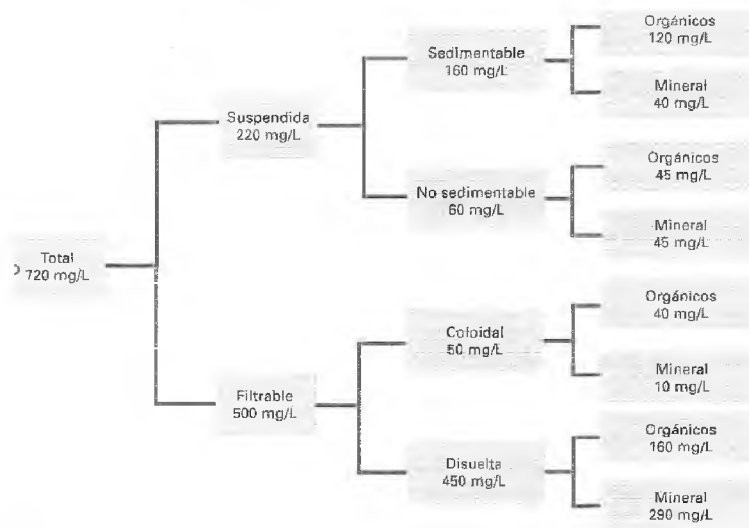 Total
720 mg/L
Suspendida
220 mg/L
Filtrable
500 mg/L
Sedimentable
160 mg/L
No sedimentable
60 mg/L
Coloidal
50 mg/L
Disuelta
450 mg/L
Orgánicos
120 mg/L
Mineral
40 mg/L
Orgánicos
45 mg/L
Mineral
45 mg/L
Orgánicos
40 mg/L
Mineral
10 mg/L
Orgánicos
160 mg/L
Mineral
290 mg/L